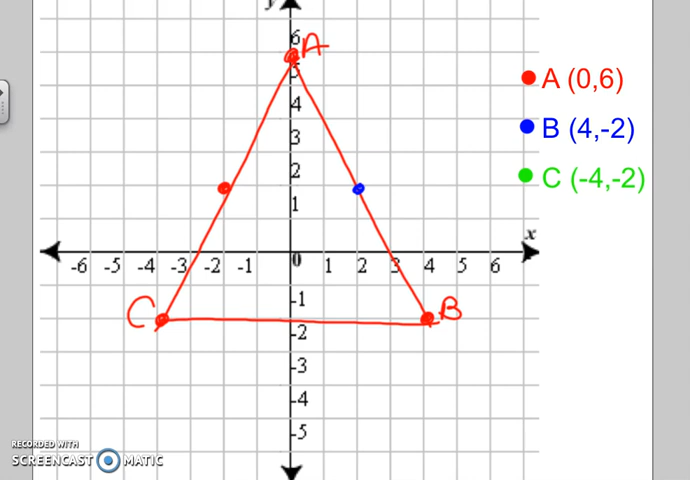 y
6
A
5
4
3
2
1
x
-6 -5 -4 -3 -2 -1 0 1 2 3 4 5 6
-1
C
B
-2
-3
-4
-5
A (0,6)
B (4,-2)
C (-4,-2)
RECORDED WITH
SCREENCAST MATIC